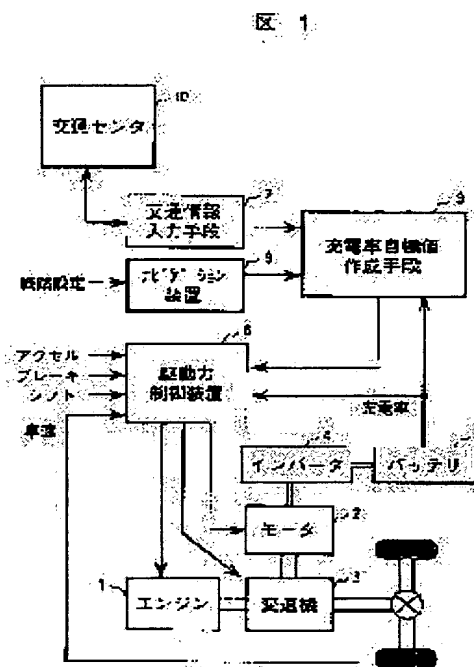 図 1
10
交通センタ
7
交通情報
入力手段
9
充電率目標値
作成手段
ナビゲーション
装置
経路設定
6
アクセル
ブレーキ
シフト
車速
駆動力
制御装置
充電率
4
インバータ
バッテリ
2
モータ
1
エンジン
3
変速機